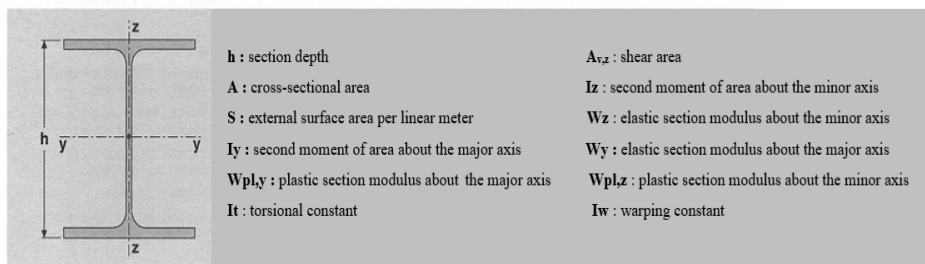 z
h
y
y
z
h : section depth
A : cross-sectional area
S : external surface area per linear meter
Iy : second moment of area about the major axis
Wpl,y : plastic section modulus about the major axis
It : torsional constant
Av,z : shear area
Iz : second moment of area about the minor axis
Wz : elastic section modulus about the minor axis
Wy : elastic section modulus about the major axis
Wpl,z : plastic section modulus about the minor axis
Iw : warping constant